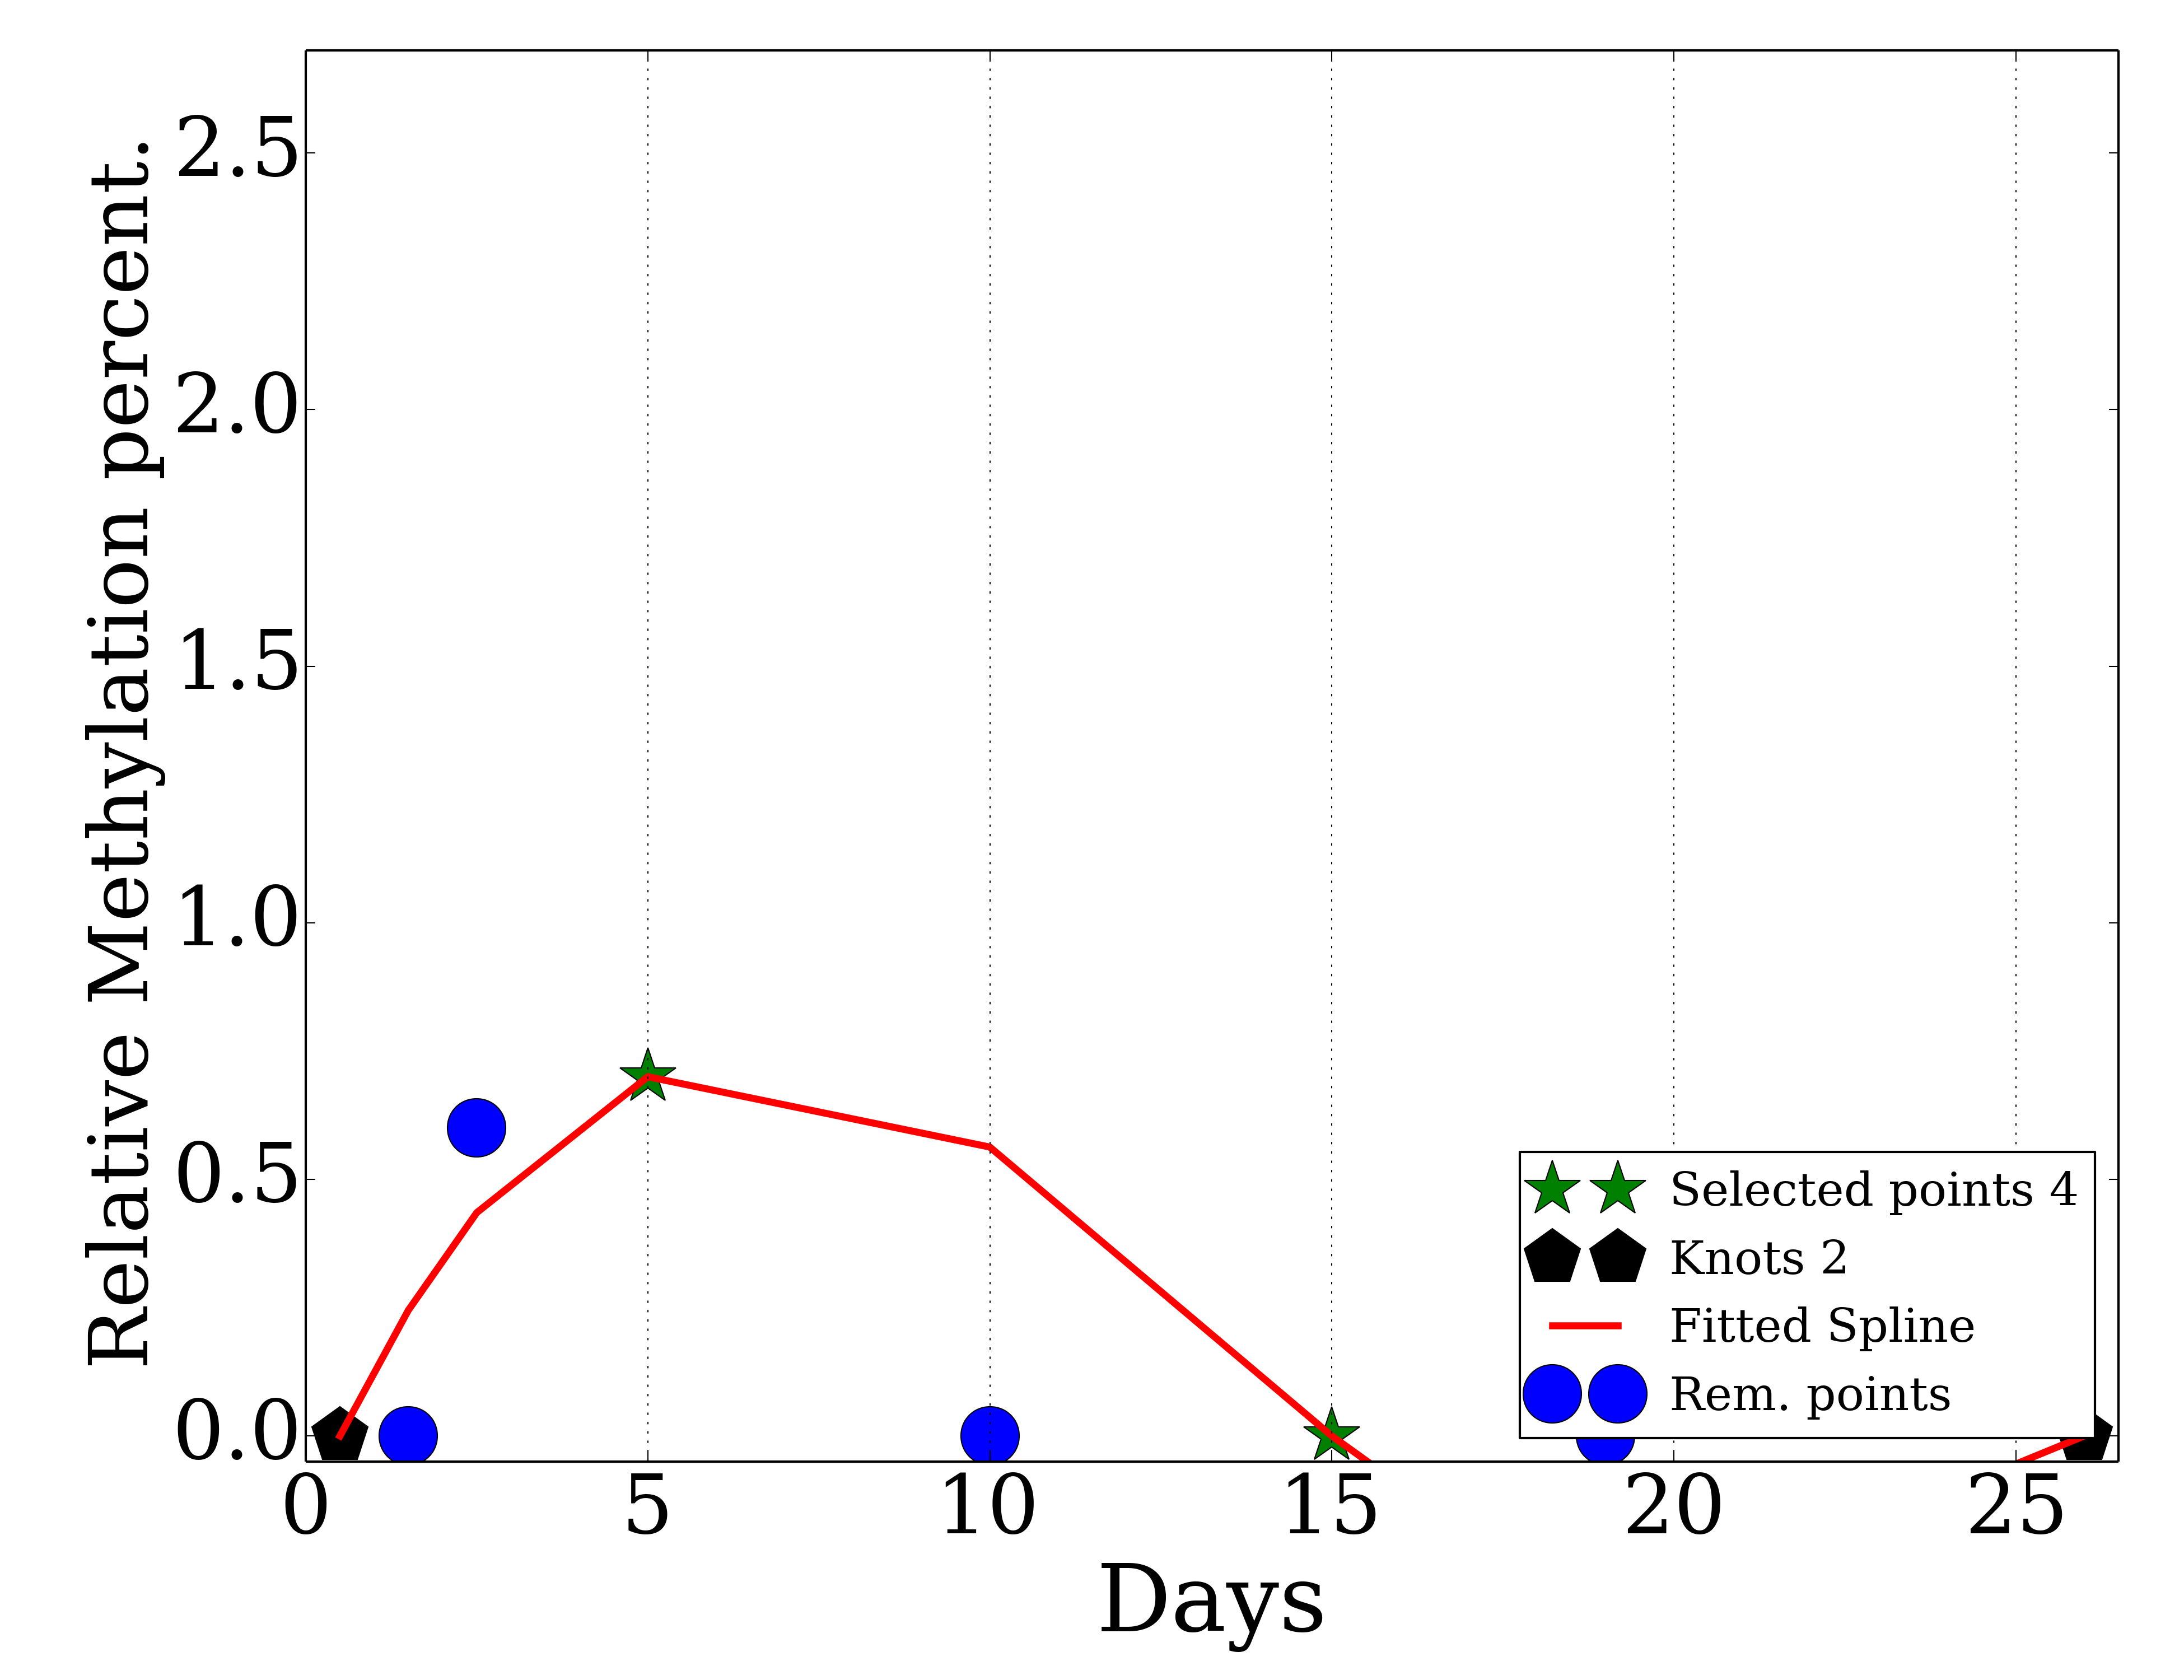 Relative Methylation percent.
2.5
2.0
1.5
1.0
0.5
0.0
Selected points 4
Knots 2
Fitted Spline
Rem. points
0 5 10 15 20 25
Days